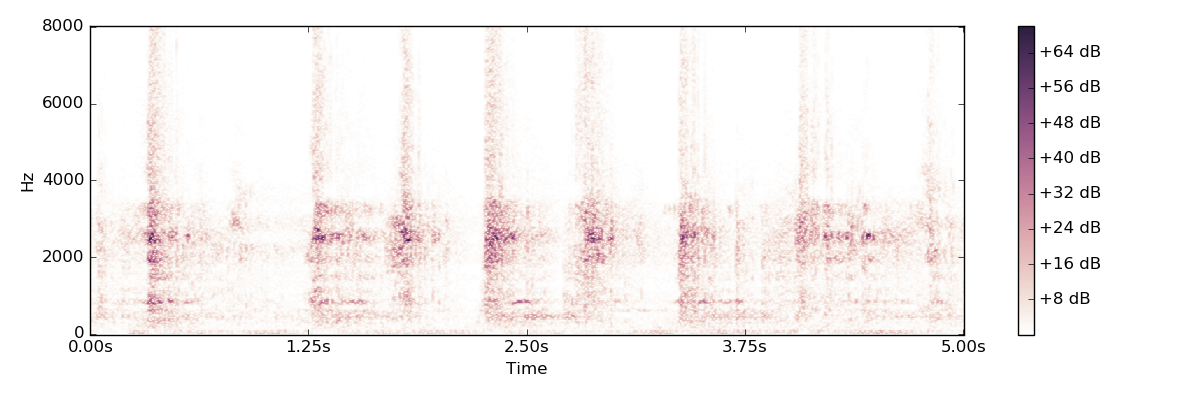 8000
6000
4000
2000
0
Hz
0.00s 1.25s 2.50s 3.75s 5.00s
Time
+64 dB
+56 dB
+48 dB
+40 dB
+32 dB
+24 dB
+16 dB
+8 dB